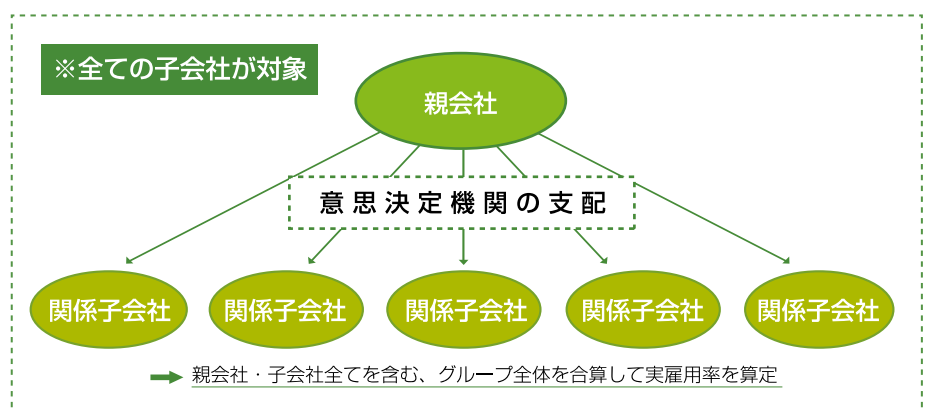 ※全ての子会社が対象
親会社
意思決定機関の支配
関係子会社
関係子会社
関係子会社
関係子会社
関係子会社
親会社・子会社全てを含む、グループ全体を合算して実雇用率を算定